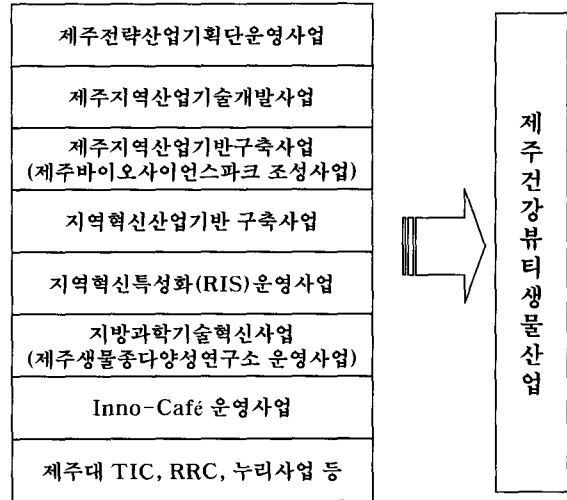 제주전략산업기획단운영사업
제주지역산업기술개발사업
제주지역산업기반구축사업
(제주바이오사이언스파크 조성사업)
지역혁신산업기반 구축사업
지역혁신특성화(RIS)운영사업
지방과학기술혁신사업
(제주생물종다양성연구소 운영사업)
Inno-Café 운영사업
제주대 TIC, RRC, 누리사업 등
제주건강뷰티생물산업